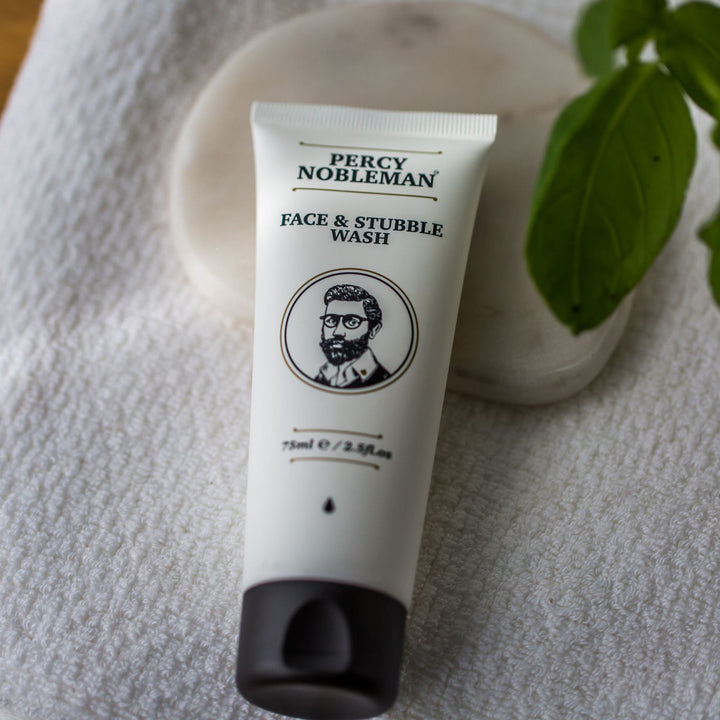 PERCY
NOBLEMAN®
FACE & STUBBLE
WASH
75ml ℮ / 2.5fl.oz